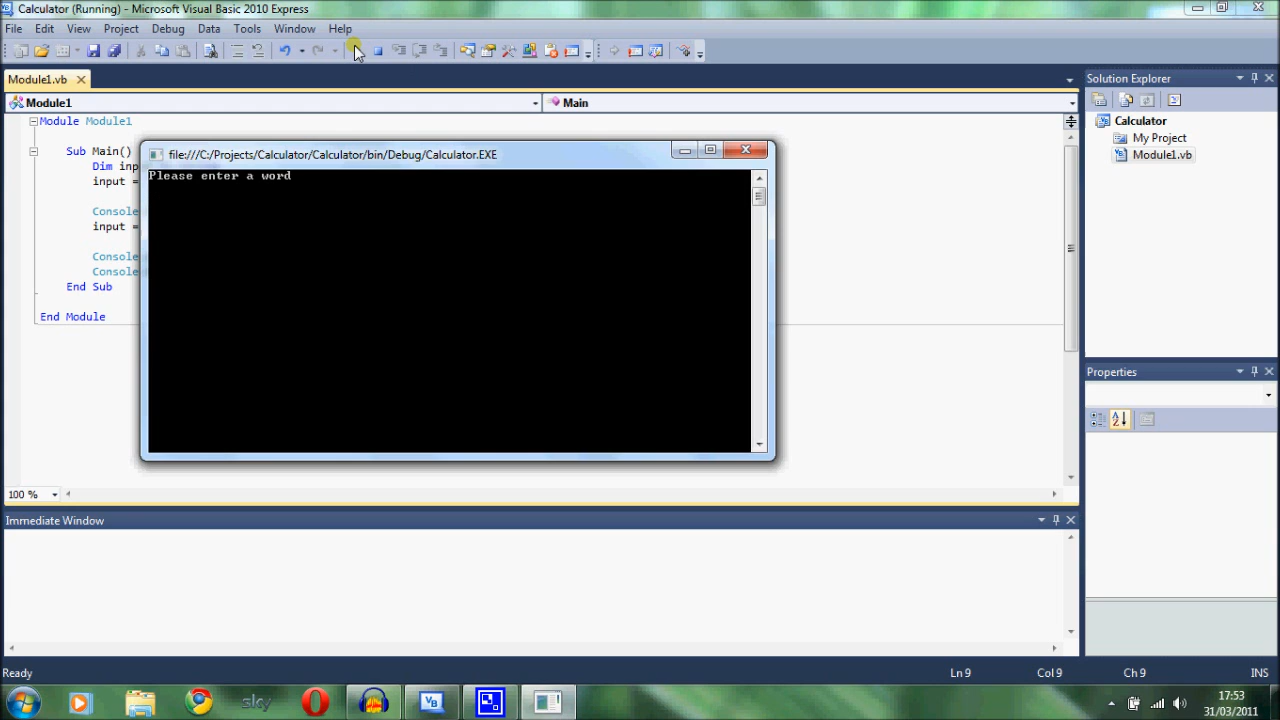 Calculator (Running) - Microsoft Visual Basic 2010 Express
File Edit View Project Debug Data Tools Window Help
Module1.vb
Solution Explorer
Module1
Main
Module Module1
Calculator
My Project
Module1.vb
Sub Main()
Dim inp
input =
Console
input =
Console
Console
End Sub
End Module
file:///C:/Projects/Calculator/Calculator/bin/Debug/Calculator.EXE
Please enter a word
Properties
100 %
Immediate Window
Ready
Ln 9
Col 9
Ch 9
INS
sky
17:53
31/03/2011